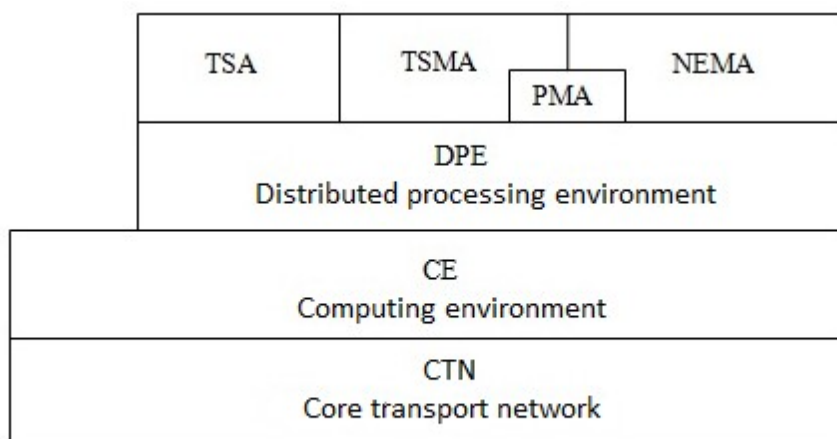 TSA
TSMA
NEMA
PMA
DPE
Distributed processing environment
CE
Computing environment
CTN
Core transport network